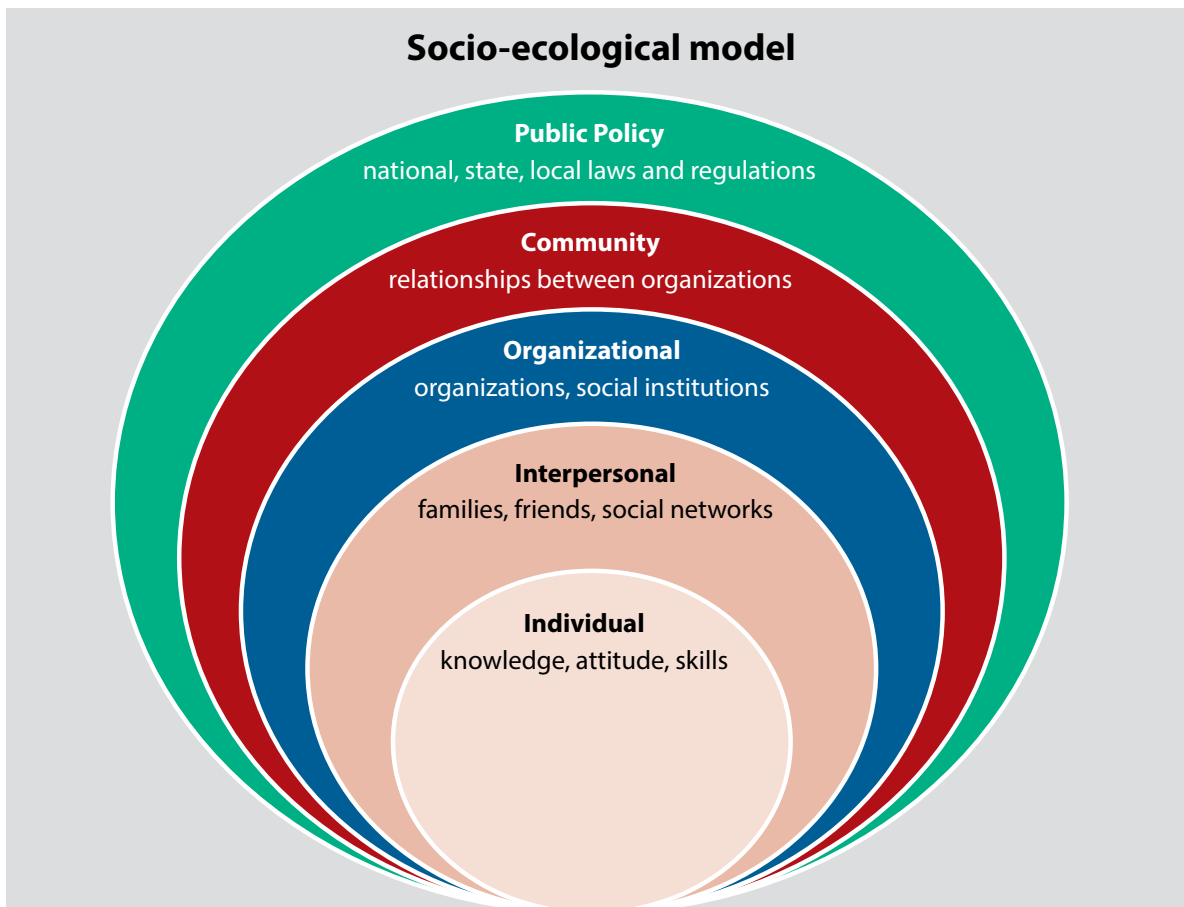 Socio-ecological model
Public Policy
national, state, local laws and regulations
Community
relationships between organizations
Organizational
organizations, social institutions
Interpersonal
families, friends, social networks
Individual
knowledge, attitude, skills